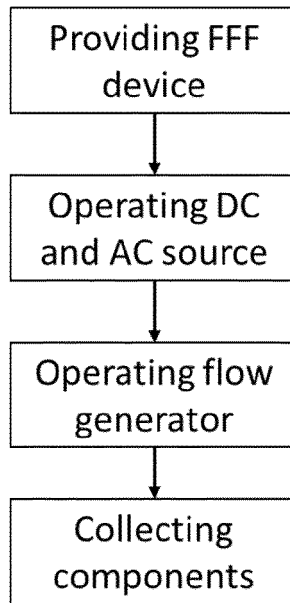 Providing FFF
device
Operating DC
and AC source
Operating flow
generator
Collecting
components